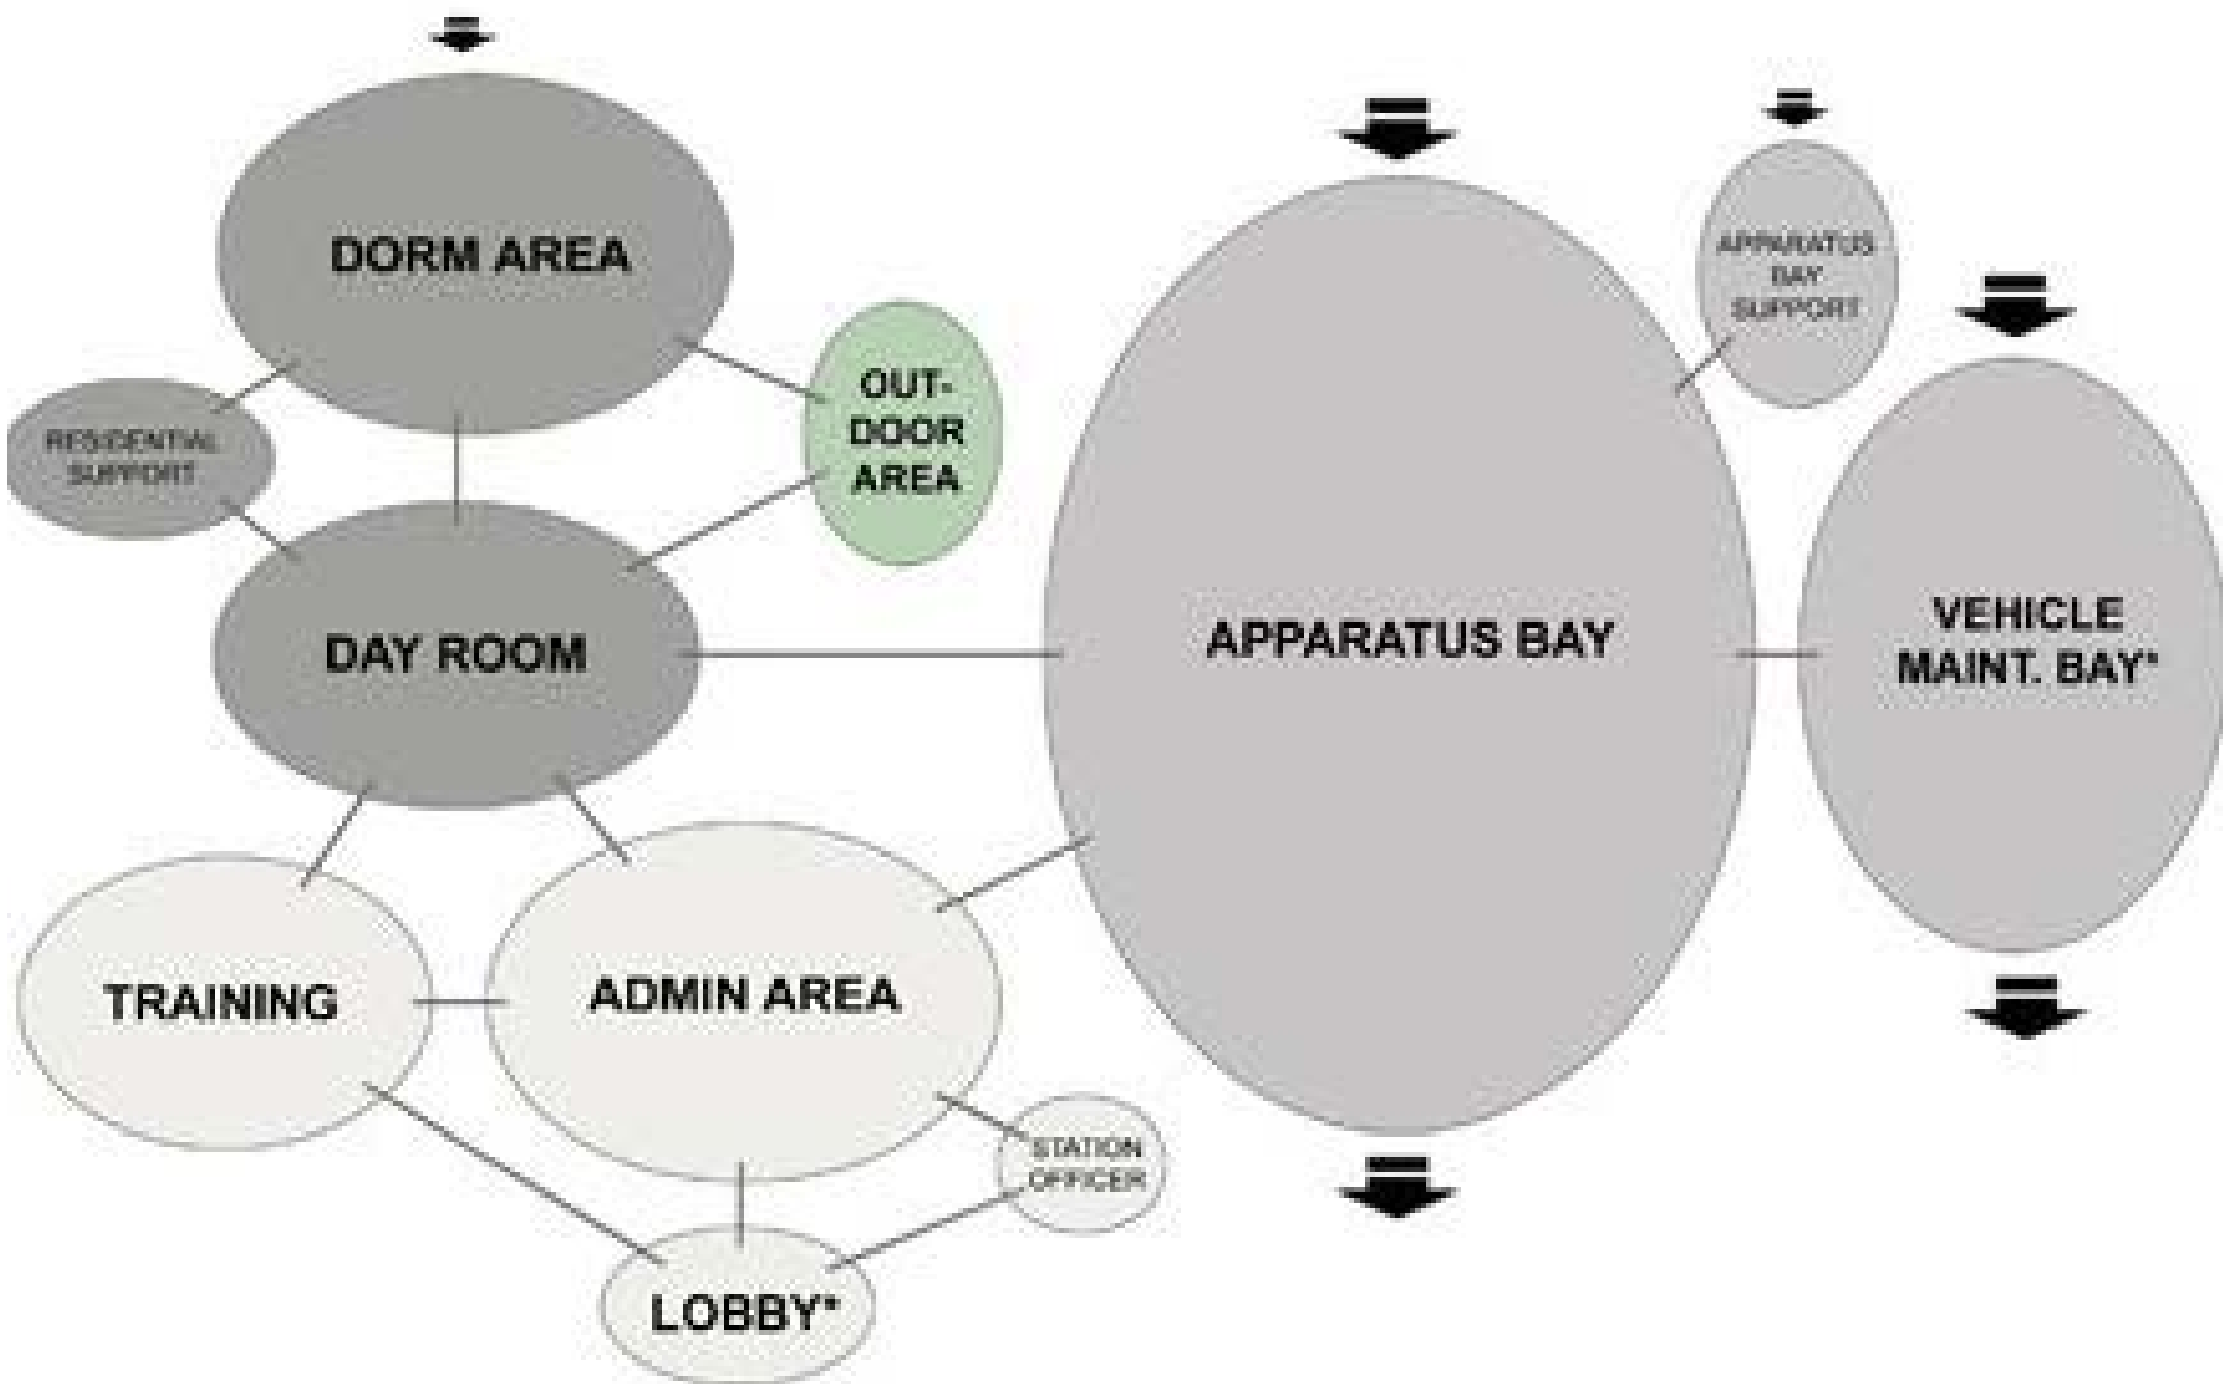 DORM AREA
APPARATUS
BAY
SUPPORT
OUT-
DOOR
AREA
RESIDENTIAL
SUPPORT
DAY ROOM
APPARATUS BAY
VEHICLE
MAINT. BAY*
TRAINING
ADMIN AREA
STATION
OFFICER
LOBBY*